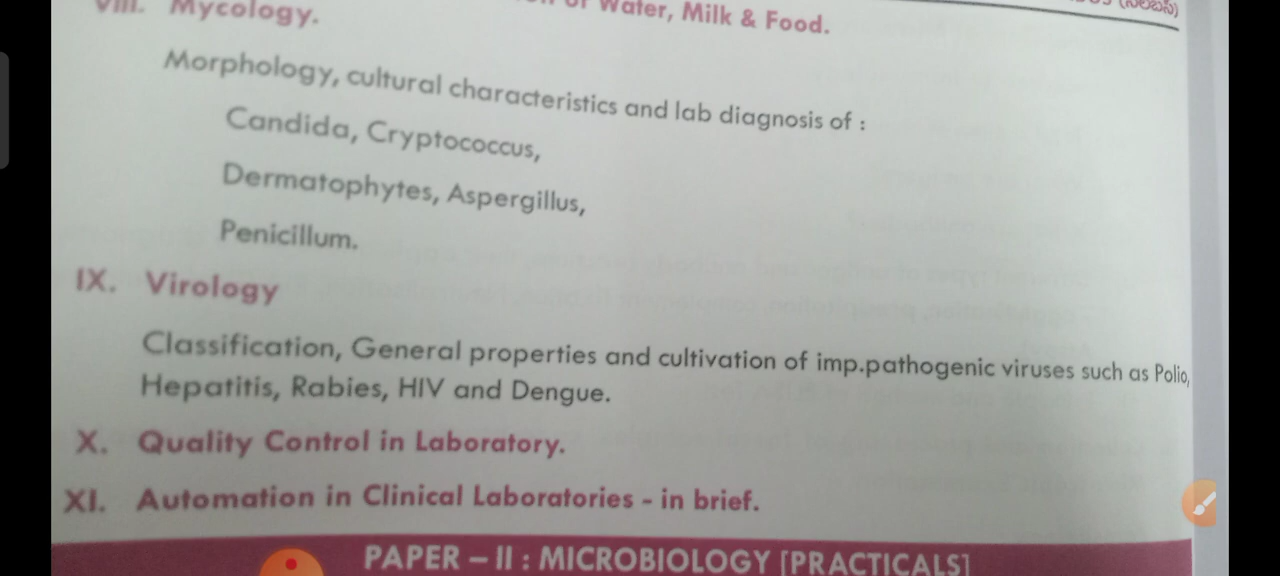 of Water, Milk & Food.
VIII. Mycology.
Morphology, cultural characteristics and lab diagnosis of :
Candida, Cryptococcus,
Dermatophytes, Aspergillus,
Penicillum.
IX. Virology
Classification, General properties and cultivation of imp.pathogenic viruses such as Polio,
Hepatitis, Rabies, HIV and Dengue.
X. Quality Control in Laboratory.
XI. Automation in Clinical Laboratories - in brief.
PAPER – II : MICROBIOLOGY [PRACTICALS]